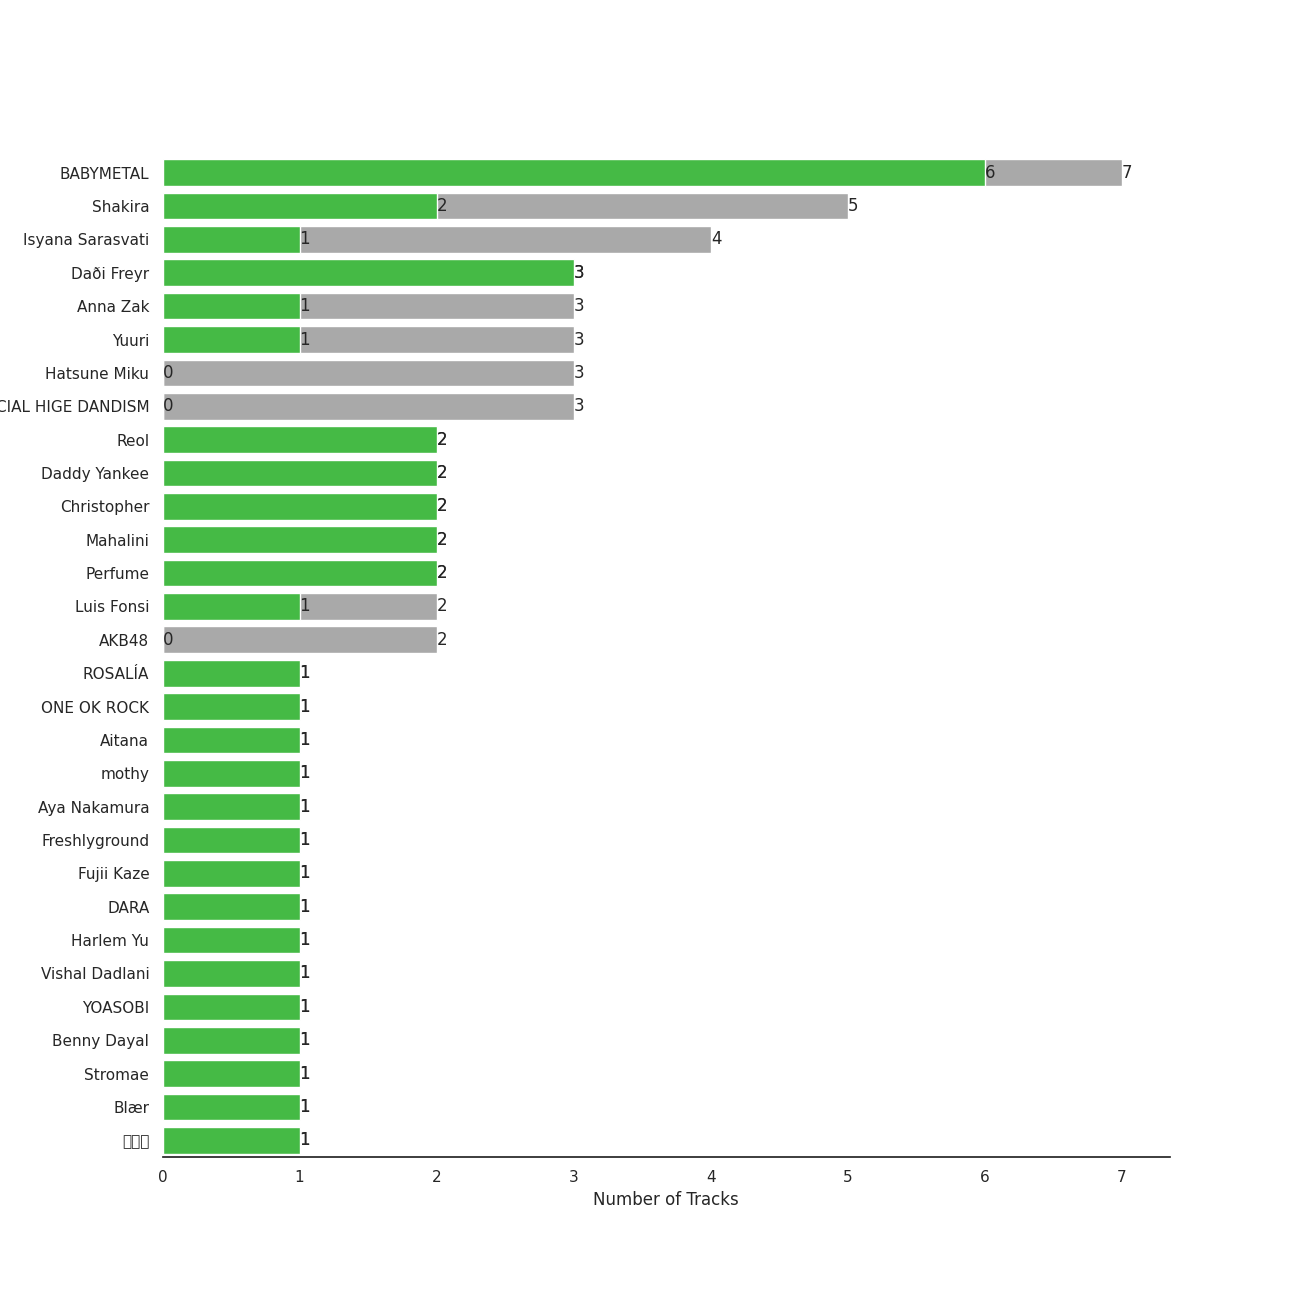 BABYMETAL 6 7
Shakira 2 5
Isyana Sarasvati 1 4
Daði Freyr 3
Anna Zak 1 3
Yuuri 1 3
Hatsune Miku 0 3
CIAL HIGE DANDISM 0 3
Reol 2
Daddy Yankee 2
Christopher 2
Mahalini 2
Perfume 2
Luis Fonsi 1 2
AKB48 0 2
ROSALÍA 1
ONE OK ROCK 1
Aitana 1
mothy 1
Aya Nakamura 1
Freshlyground 1
Fujii Kaze 1
DARA 1
Harlem Yu 1
Vishal Dadlani 1
YOASOBI 1
Benny Dayal 1
Stromae 1
Blær 1
1
0 1 2 3 4 5 6 7
Number of Tracks